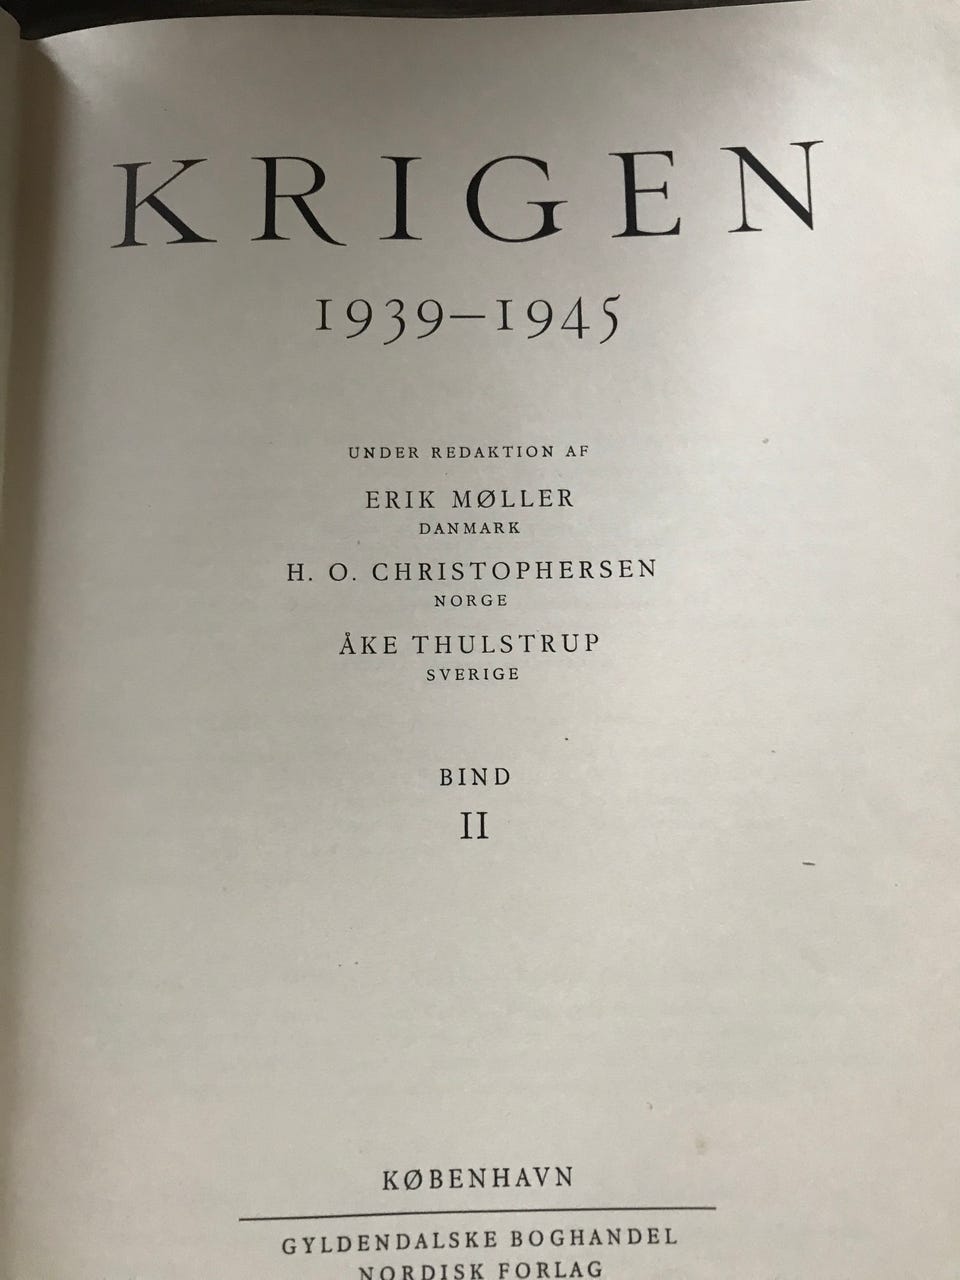 KRIGEN
1939–1945
UNDER REDAKTION AF
ERIK MØLLER
DANMARK
H. O. CHRISTOPHERSEN
NORGE
ÅKE THULSTRUP
SVERIGE
BIND
II
KØBENHAVN
GYLDENDALSKE BOGHANDEL
NORDISK FORLAG